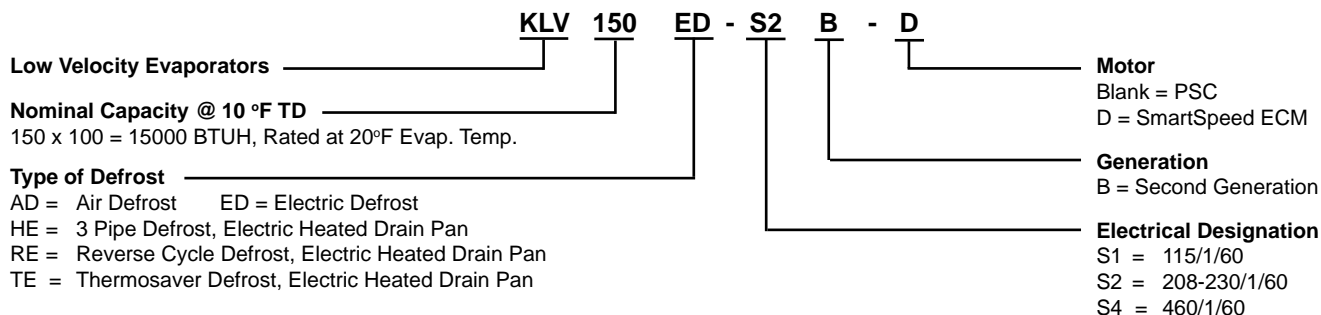 KLV 150 ED - S2 B - D
Low Velocity Evaporators
Nominal Capacity @ 10 ºF TD
150 x 100 = 15000 BTUH, Rated at 20ºF Evap. Temp.
Type of Defrost
AD = Air Defrost ED = Electric Defrost
HE = 3 Pipe Defrost, Electric Heated Drain Pan
RE = Reverse Cycle Defrost, Electric Heated Drain Pan
TE = Thermosaver Defrost, Electric Heated Drain Pan
Motor
Blank = PSC
D = SmartSpeed ECM
Generation
B = Second Generation
Electrical Designation
S1 = 115/1/60
S2 = 208-230/1/60
S4 = 460/1/60